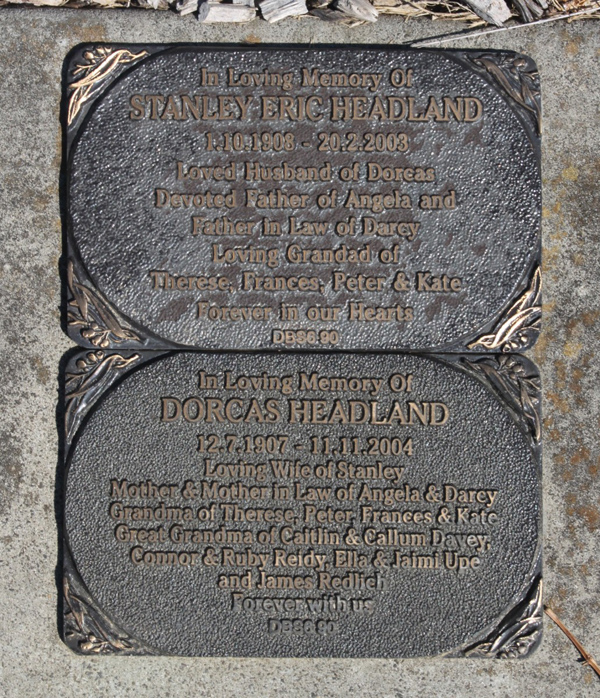 In Loving Memory Of
STANLEY ERIC HEADLAND
1.10.1908 - 20.2.2003
Loved Husband of Dorcas
Devoted Father of Angela and
Father in Law of Darcy
Loving Grandad of
Therese, Frances, Peter & Kate
Forever in our Hearts
DBS6 90
In Loving Memory Of
DORCAS HEADLAND
12.7.1907 - 11.11.2004
Loving Wife of Stanley
Mother & Mother in Law of Angela & Darcy
Grandma of Therese, Peter, Frances & Kate
Great Grandma of Caitlin & Callum Davey,
Connor & Ruby Reidy, Ella & Jaimi Upe
and James Redlich
Forever with us
DBS6 90